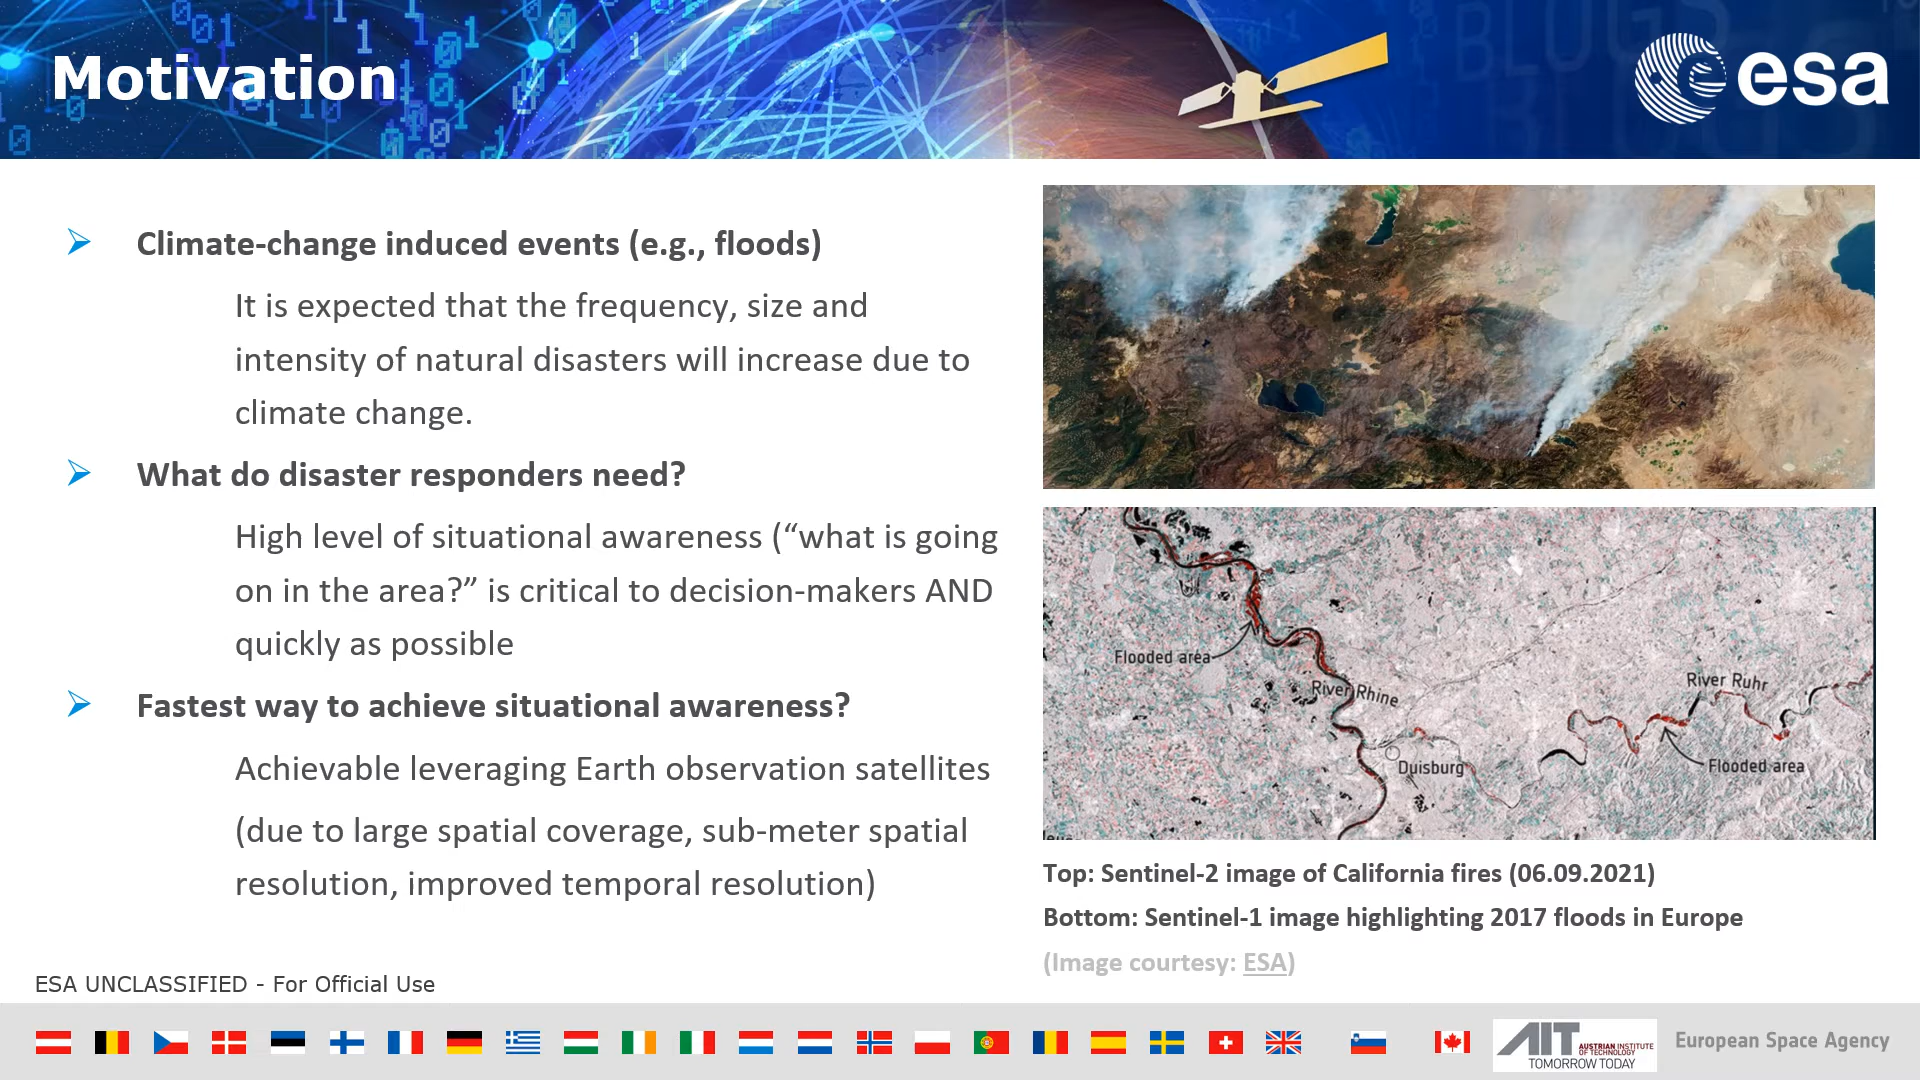 Motivation
esa
Climate-change induced events (e.g., floods)
It is expected that the frequency, size and
intensity of natural disasters will increase due to
climate change.
What do disaster responders need?
High level of situational awareness (“what is going
on in the area?” is critical to decision-makers AND
quickly as possible
Fastest way to achieve situational awareness?
Achievable leveraging Earth observation satellites
(due to large spatial coverage, sub-meter spatial
resolution, improved temporal resolution)
Flooded area
River Rhine
River Ruhr
Duisburg
Flooded area
Top: Sentinel-2 image of California fires (06.09.2021)
Bottom: Sentinel-1 image highlighting 2017 floods in Europe
(Image courtesy: ESA)
ESA UNCLASSIFIED - For Official Use
AIT
AUSTRIAN INSTITUTE
OF TECHNOLOGY
TOMORROW TODAY
European Space Agency